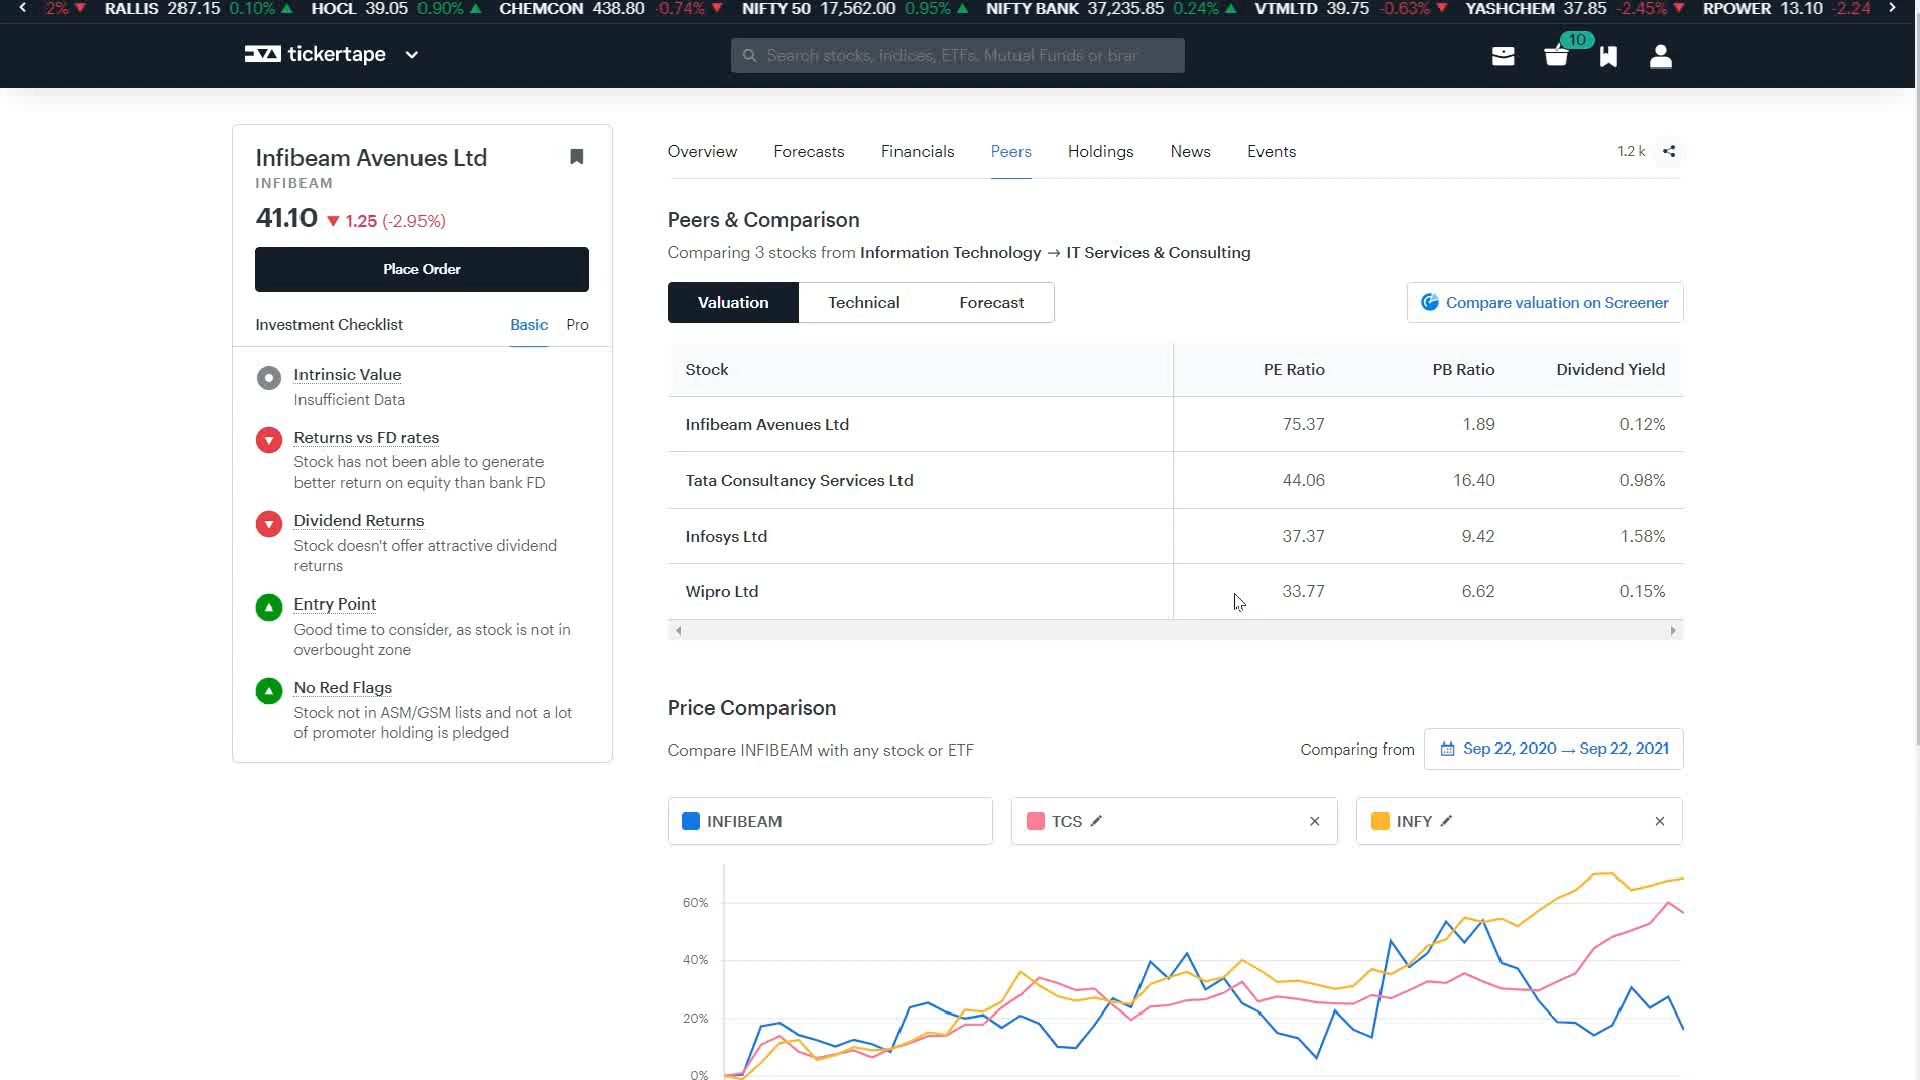 2% ▼ RALLIS 287.15 0.10% ▲ HOCL 39.05 0.90% ▲ CHEMCON 438.80 -0.74% ▼ NIFTY 50 17,562.00 0.95% ▲ NIFTY BANK 37,235.85 0.24% ▲ VTMLTD 39.75 -0.63% ▼ YASHCHEM 37.85 -2.45% ▼ RPOWER 13.10 -2.24
tickertape
Search stocks, indices, ETFs, Mutual Funds or brar
10
Infibeam Avenues Ltd
INFIBEAM
41.10 ▼ 1.25 (-2.95%)
Place Order
Investment Checklist Basic Pro
Intrinsic Value
Insufficient Data
Returns vs FD rates
Stock has not been able to generate
better return on equity than bank FD
Dividend Returns
Stock doesn't offer attractive dividend
returns
Entry Point
Good time to consider, as stock is not in
overbought zone
No Red Flags
Stock not in ASM/GSM lists and not a lot
of promoter holding is pledged
Overview Forecasts Financials Peers Holdings News Events 1.2 k
Peers & Comparison
Comparing 3 stocks from Information Technology → IT Services & Consulting
Valuation Technical Forecast Compare valuation on Screener
Stock PE Ratio PB Ratio Dividend Yield
Infibeam Avenues Ltd 75.37 1.89 0.12%
Tata Consultancy Services Ltd 44.06 16.40 0.98%
Infosys Ltd 37.37 9.42 1.58%
Wipro Ltd 33.77 6.62 0.15%
Price Comparison
Compare INFIBEAM with any stock or ETF Comparing from Sep 22, 2020 → Sep 22, 2021
INFIBEAM TCS × INFY ×
60%
40%
20%
0%